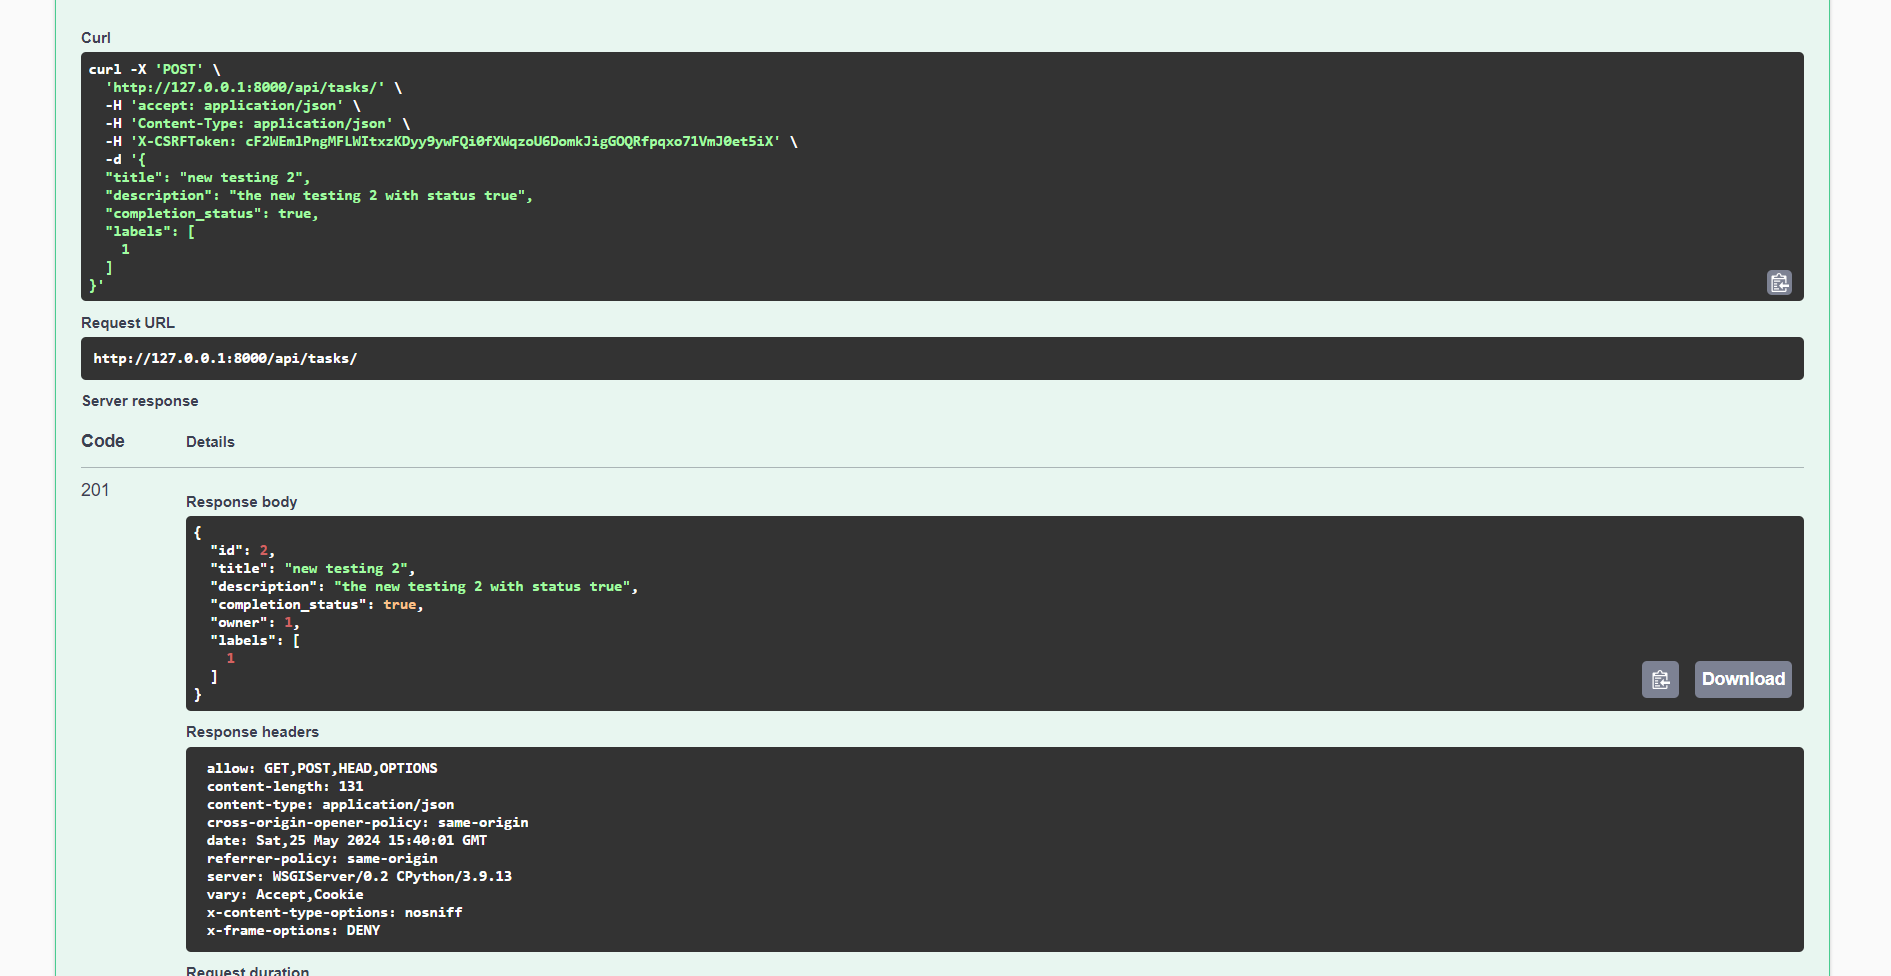 Curl
curl -X 'POST' \
'http://127.0.0.1:8000/api/tasks/' \
-H 'accept: application/json' \
-H 'Content-Type: application/json' \
-H 'X-CSRFToken: cF2WEmlPngMFLWItxzKDyy9ywFQi0fXWqzoU6DomkJigGOQRfpqxo71VmJ0et5iX' \
-d '{
"title": "new testing 2",
"description": "the new testing 2 with status true",
"completion_status": true,
"labels": [
1
]
}'
Request URL
http://127.0.0.1:8000/api/tasks/
Server response
Code Details
201
Response body
{
"id": 2,
"title": "new testing 2",
"description": "the new testing 2 with status true",
"completion_status": true,
"owner": 1,
"labels": [
1
]
}
Download
Response headers
allow: GET,POST,HEAD,OPTIONS
content-length: 131
content-type: application/json
cross-origin-opener-policy: same-origin
date: Sat,25 May 2024 15:40:01 GMT
referrer-policy: same-origin
server: WSGIServer/0.2 CPython/3.9.13
vary: Accept,Cookie
x-content-type-options: nosniff
x-frame-options: DENY
Request duration